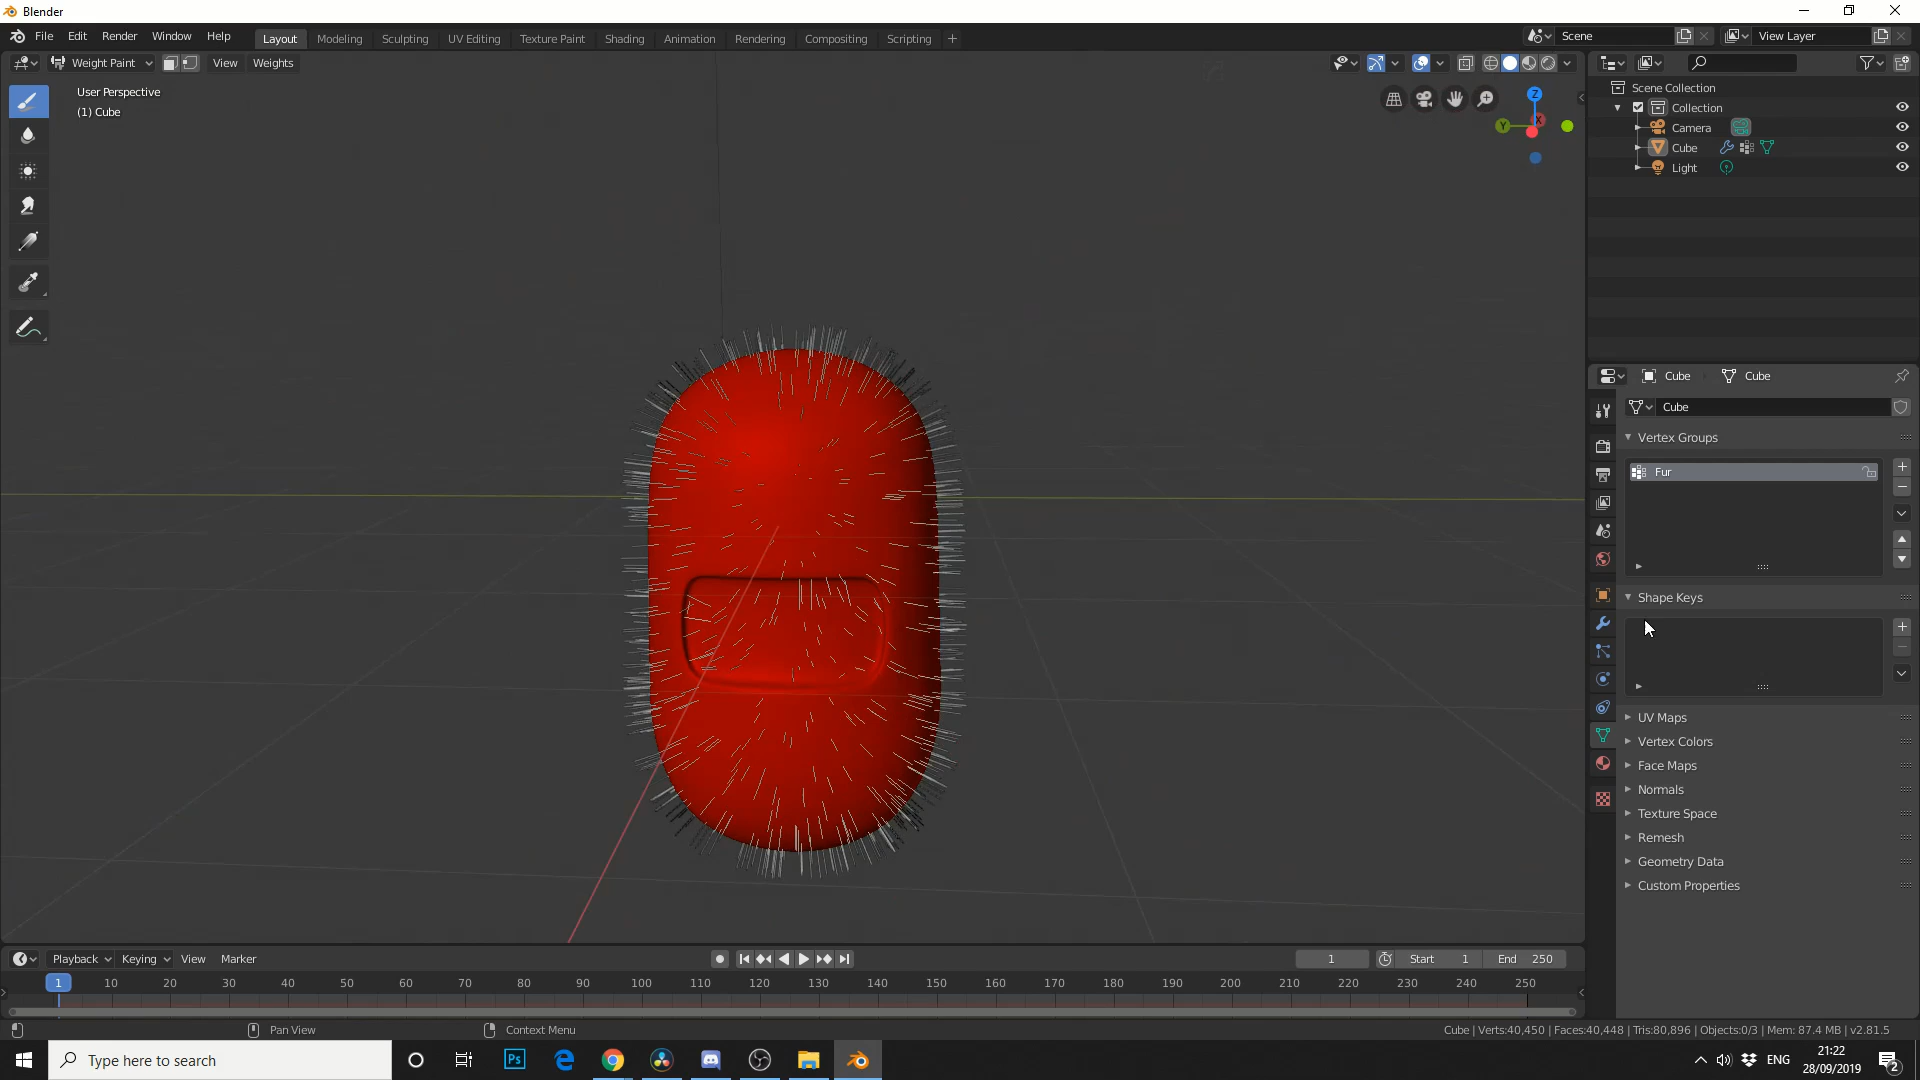 Blender
File Edit Render Window Help
Layout Modeling Sculpting UV Editing Texture Paint Shading Animation Rendering Compositing Scripting +
Scene
View Layer
Weight Paint View Weights
User Perspective
(1) Cube
Z
Y
X
Scene Collection
Collection
Camera
Cube
Light
Cube Cube
Cube
Vertex Groups
Fur
Shape Keys
UV Maps
Vertex Colors
Face Maps
Normals
Texture Space
Remesh
Geometry Data
Custom Properties
Playback Keying View Marker
1 Start 1 End 250
1 10 20 30 40 50 60 70 80 90 100 110 120 130 140 150 160 170 180 190 200 210 220 230 240 250
Pan View Context Menu
Cube | Verts:40,450 | Faces:40,448 | Tris:80,896 | Objects:0/3 | Mem: 87.4 MB | v2.81.5
Type here to search
Ps
ENG
21:22
28/09/2019
2